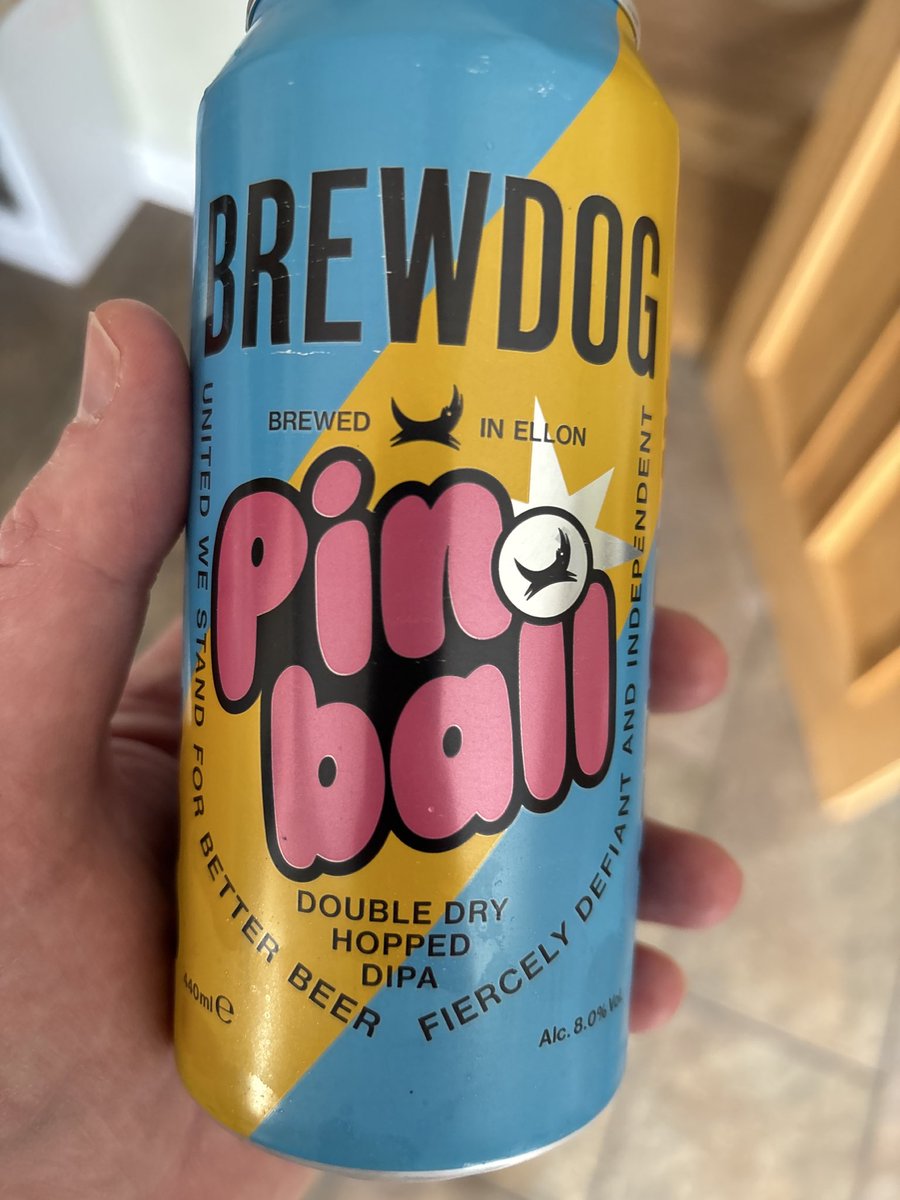 BREWDOG
BREWED IN ELLON
pin
ball
DOUBLE DRY
HOPPED
DIPA
UNITED WE STAND FOR BETTER BEER
FIERCELY DEFIANT AND INDEPENDENT
440ml e
Alc. 8.0% Vol.